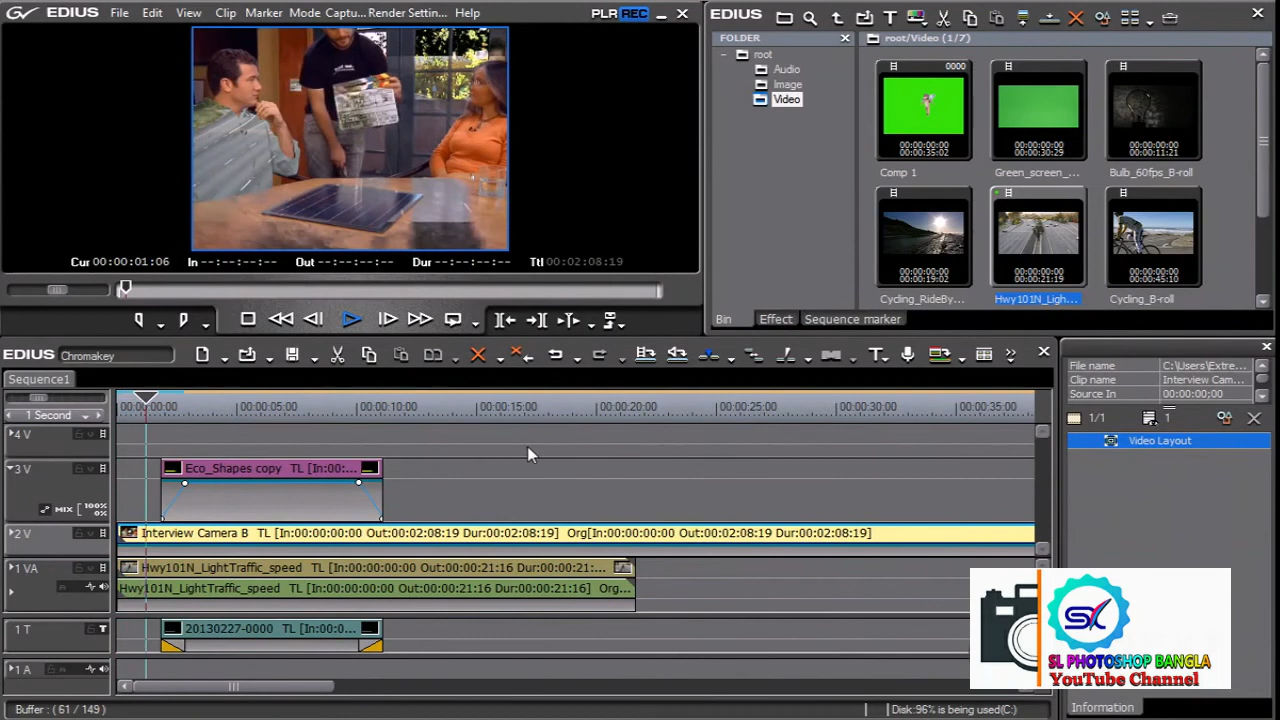 File Edit View Clip Marker Mode Captu... Render Settin... Help
PLR REC
Cur 00:00:01:06 In --:--:--:-- Out --:--:--:-- Dur --:--:--:-- Ttl 00:02:08:19
EDIUS
FOLDER
root
Audio
Image
Video
root/Video (1/7)
0000
00:00:00:00
00:00:35:02
Comp 1
00:00:00:00
00:00:30:29
Green_screen_...
00:00:00:00
00:00:11:21
Bulb_60fps_B-roll
00:00:00:00
00:00:19:02
Cycling_RideBy...
00:00:00:00
00:00:21:19
Hwy101N_Ligh...
00:00:00:00
00:00:45:10
Cycling_B-roll
Bin Effect Sequence marker
EDIUS Chromakey
Sequence1
1 Second
00:00:00:00 00:00:05:00 00:00:10:00 00:00:15:00 00:00:20:00 00:00:25:00 00:00:30:00 00:00:35:00
4 V
3 V
Eco_Shapes copy TL [In:00:...
MIX 100%
0%
2 V
Interview Camera B TL [In:00:00:00:00 Out:00:02:08:19 Dur:00:02:08:19] Org[In:00:00:00:00 Out:00:02:08:19 Dur:00:02:08:19]
1 VA
Hwy101N_LightTraffic_speed TL [In:00:00:00:00 Out:00:00:21:16 Dur:00:00:21:...
Hwy101N_LightTraffic_speed TL [In:00:00:00:00 Out:00:00:21:16 Dur:00:00:21:16] Org...
1 T
20130227-0000 TL [In:00:0...
1 A
File name C:\Users\Extre...
Clip name Interview Cam...
Source In 00:00:00;00
1/1 1
Video Layout
Information
SL PHOTOSHOP BANGLA
YouTube Channel
Buffer : ( 61 / 149 )
Disk:96% is being used(C:)